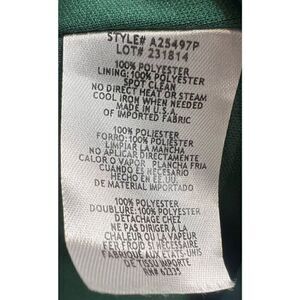 STYLE# A25497P
LOT# 231814
100% POLYESTER
LINING: 100% POLYESTER
SPOT CLEAN
NO DIRECT HEAT OR STEAM
COOL IRON WHEN NEEDED
MADE IN U.S.A.
OF IMPORTED FABRIC
100% POLIESTER
FORRO: 100% POLIESTER
LIMPIAR LA MANCHA
NO APLICAR DIRECTAMENTE
CALOR O VAPOR PLANCHA FRIA
CUANDO ES NECESSARIO
HECHO EN EE.UU.
DE MATERIAL IMPORTADO
100% POLYESTER
DOUBLURE: 100% POLYESTER
DETACHAGE CHEZ
NE PAS DIRIGER A LA
CHALEUR OU LA VAPEUR
FER FROID SI NECESSAIRE
FABRIQUE AUX ETATS-UNIS
DE TISSU IMPORTE
RN# 62335